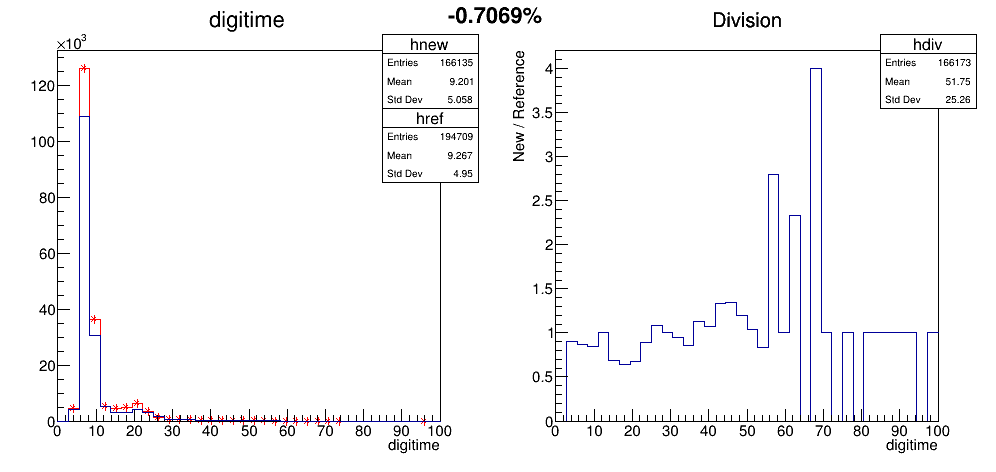 -0.7069%
digitime
×10³
120
100
80
60
40
20
0
0 10 20 30 40 50 60 70 80 90 100
digitime
hnew
Entries 166135
Mean 9.201
Std Dev 5.058
href
Entries 194709
Mean 9.267
Std Dev 4.95
Division
New / Reference
4
3.5
3
2.5
2
1.5
1
0.5
0
0 10 20 30 40 50 60 70 80 90 100
digitime
hdiv
Entries 166173
Mean 51.75
Std Dev 25.26